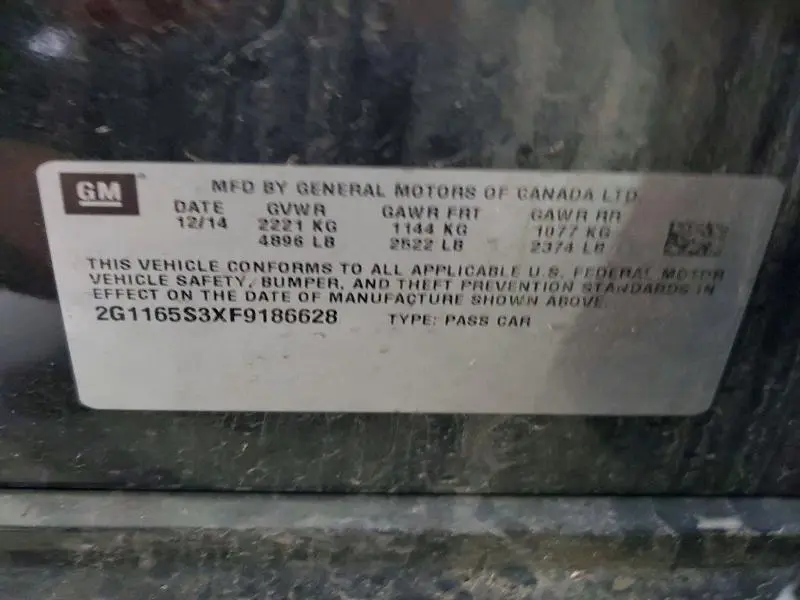 GM
MFD BY GENERAL MOTORS OF CANADA LTD
DATE GVWR GAWR FRT GAWR RR
12/14 2221 KG 1144 KG 1077 KG
4896 LB 2522 LB 2374 LB
THIS VEHICLE CONFORMS TO ALL APPLICABLE U.S. FEDERAL MOTOR
VEHICLE SAFETY, BUMPER, AND THEFT PREVENTION STANDARDS IN
EFFECT ON THE DATE OF MANUFACTURE SHOWN ABOVE.
2G1165S3XF9186628 TYPE: PASS CAR